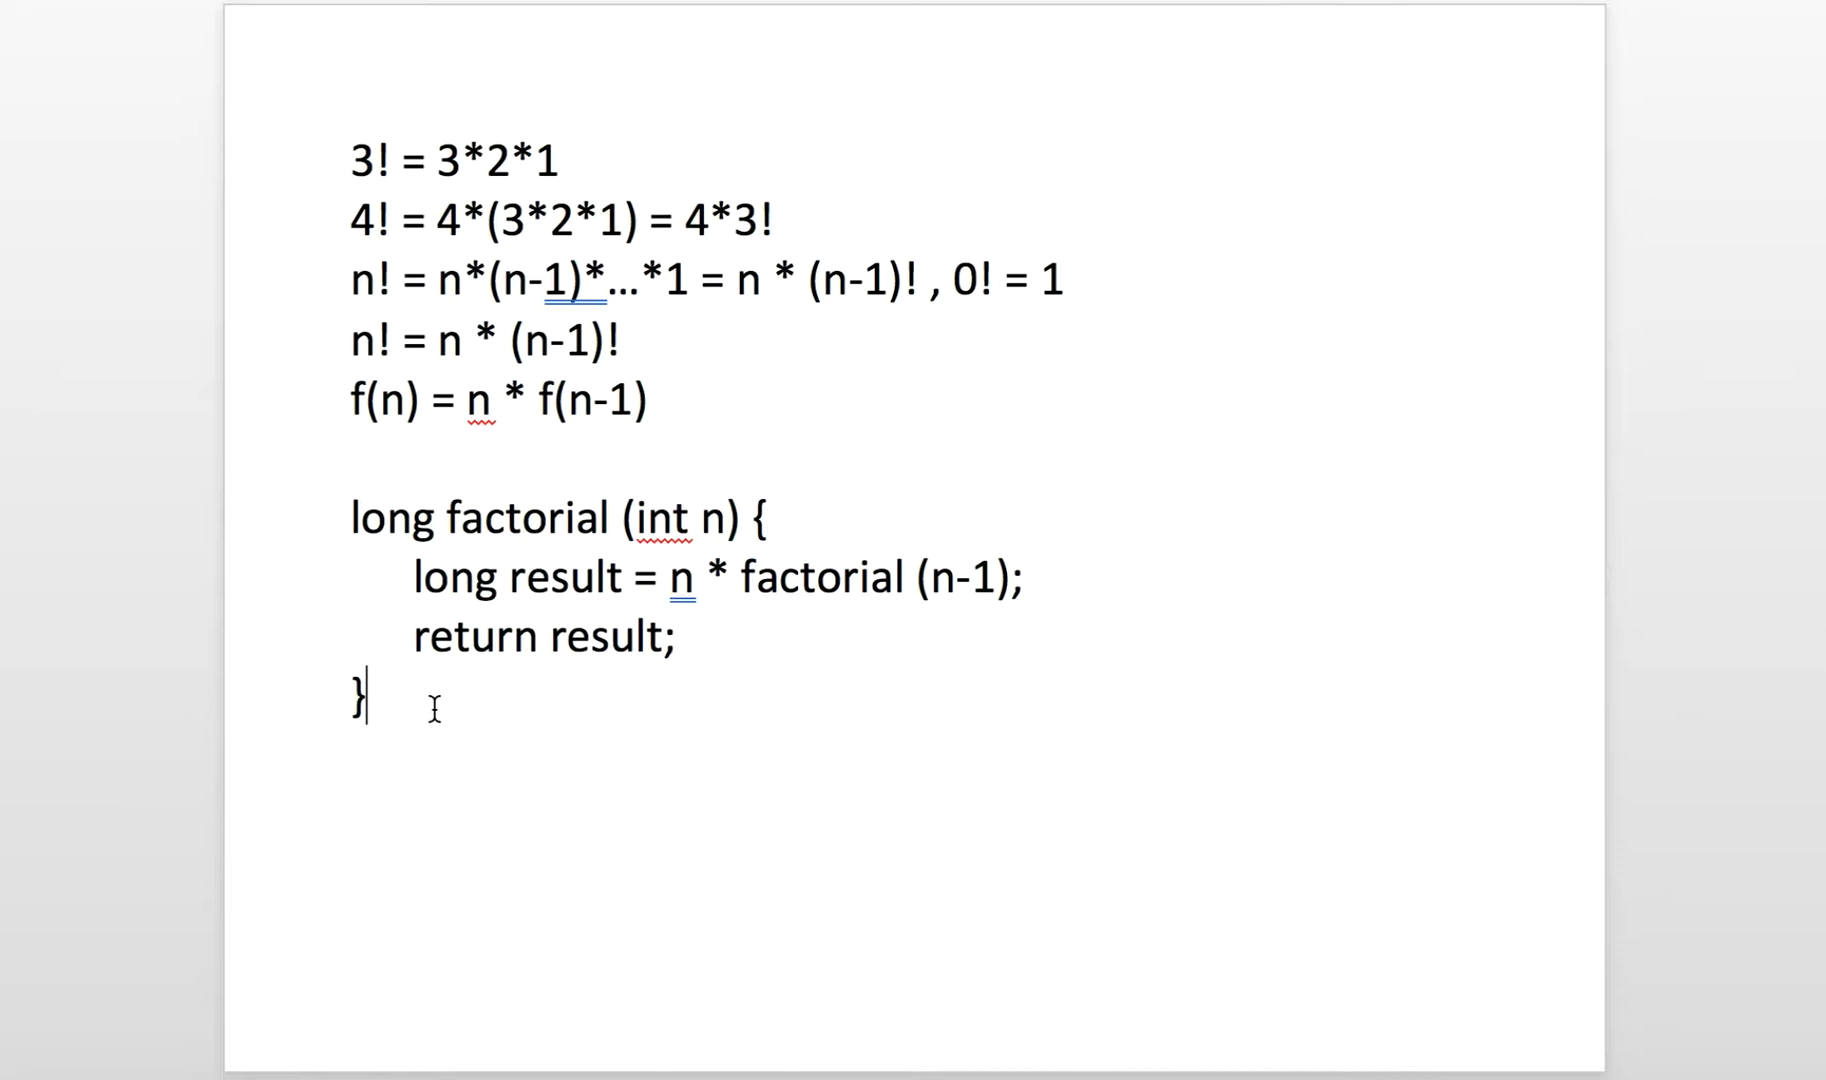 3! = 3*2*1
4! = 4*(3*2*1) = 4*3!
n! = n*(n-1)*...*1 = n * (n-1)! , 0! = 1
n! = n * (n-1)!
f(n) = n * f(n-1)
long factorial (int n) {
long result = n * factorial (n-1);
return result;
}